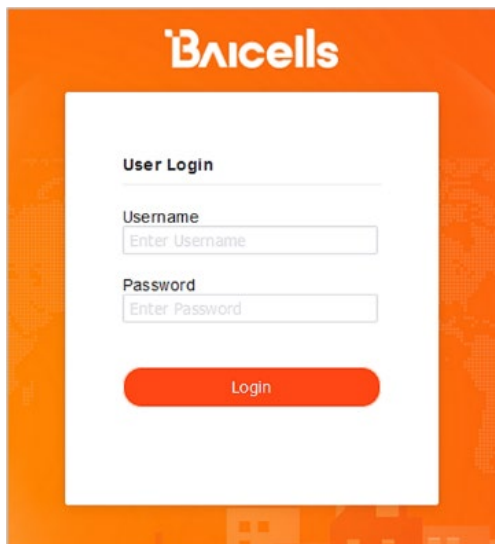 Baicells
User Login
Username
Enter Username
Password
Enter Password
Login